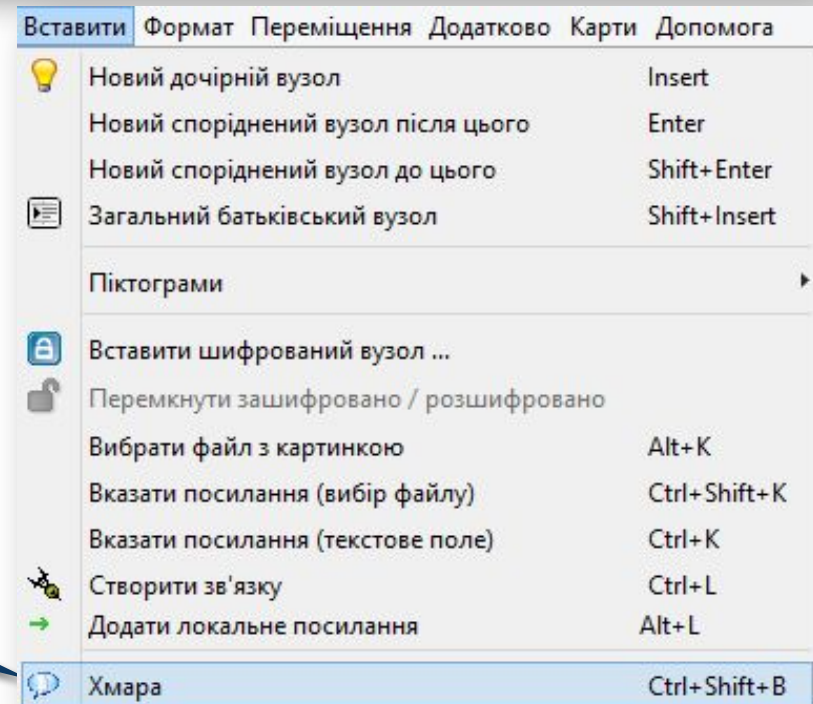 Вставити Формат Переміщення Додатково Карти Допомога
Новий дочірній вузол Insert
Новий споріднений вузол після цього Enter
Новий споріднений вузол до цього Shift+Enter
Загальний батьківський вузол Shift+Insert
Піктограми
Вставити шифрований вузол ...
Перемкнути зашифровано / розшифровано
Вибрати файл з картинкою Alt+K
Вказати посилання (вибір файлу) Ctrl+Shift+K
Вказати посилання (текстове поле) Ctrl+K
Створити зв'язку Ctrl+L
Додати локальне посилання Alt+L
Хмара Ctrl+Shift+B